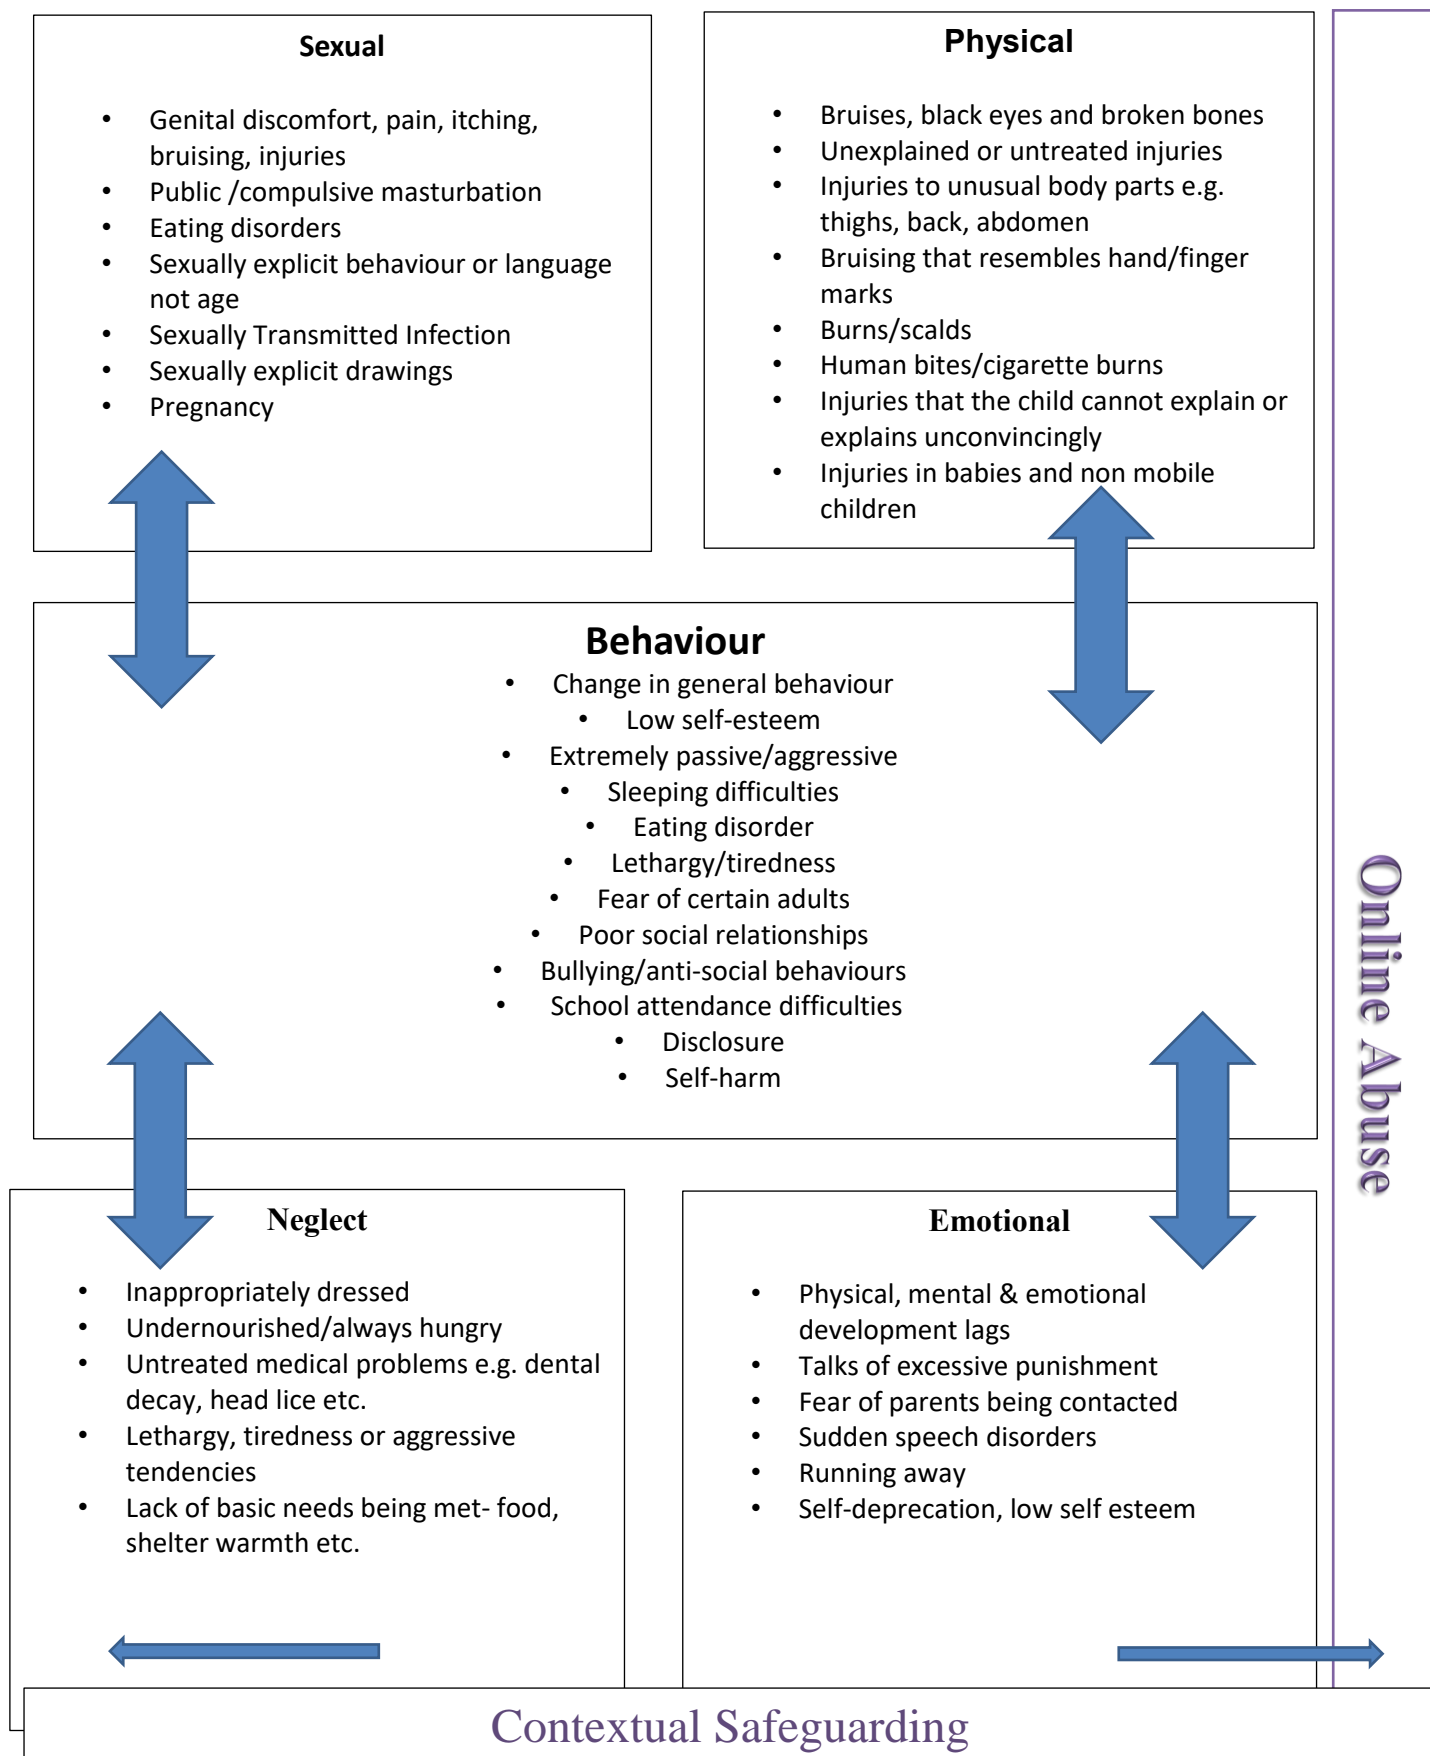 Sexual
• Genital discomfort, pain, itching,
bruising, injuries
• Public /compulsive masturbation
• Eating disorders
• Sexually explicit behaviour or language
not age
• Sexually Transmitted Infection
• Sexually explicit drawings
• Pregnancy
Physical
• Bruises, black eyes and broken bones
• Unexplained or untreated injuries
• Injuries to unusual body parts e.g.
thighs, back, abdomen
• Bruising that resembles hand/finger
marks
• Burns/scalds
• Human bites/cigarette burns
• Injuries that the child cannot explain or
explains unconvincingly
• Injuries in babies and non mobile
children
Behaviour
• Change in general behaviour
• Low self-esteem
• Extremely passive/aggressive
• Sleeping difficulties
• Eating disorder
• Lethargy/tiredness
• Fear of certain adults
• Poor social relationships
• Bullying/anti-social behaviours
• School attendance difficulties
• Disclosure
• Self-harm
Neglect
• Inappropriately dressed
• Undernourished/always hungry
• Untreated medical problems e.g. dental
decay, head lice etc.
• Lethargy, tiredness or aggressive
tendencies
• Lack of basic needs being met- food,
shelter warmth etc.
Emotional
• Physical, mental & emotional
development lags
• Talks of excessive punishment
• Fear of parents being contacted
• Sudden speech disorders
• Running away
• Self-deprecation, low self esteem
Online Abuse
Contextual Safeguarding